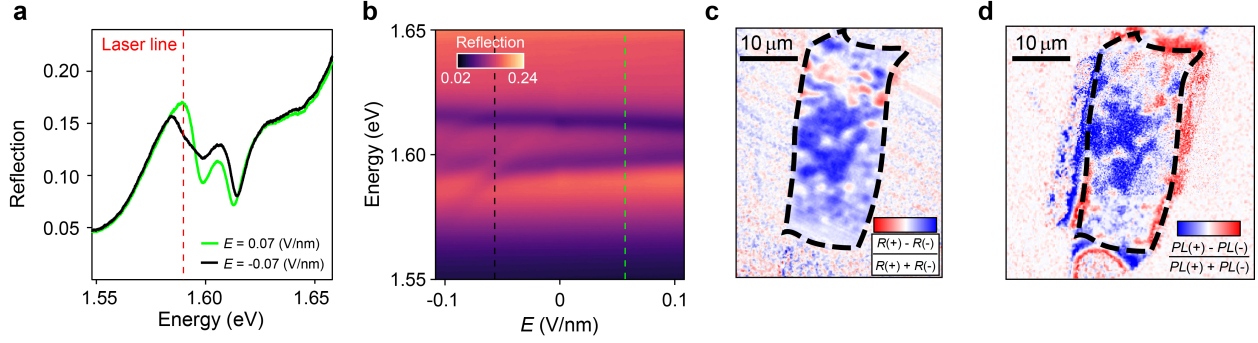 a
Laser line
0.20
0.15
0.10
0.05
Reflection
E = 0.07 (V/nm)
E = -0.07 (V/nm)
1.55
1.60
1.65
Energy (eV)
b
1.65
1.60
1.55
Energy (eV)
Reflection
0.02
0.24
-0.1
0
0.1
E (V/nm)
c
10 μm
R(+) - R(-)
R(+) + R(-)
d
10 μm
PL(+) - PL(-)
PL(+) + PL(-)